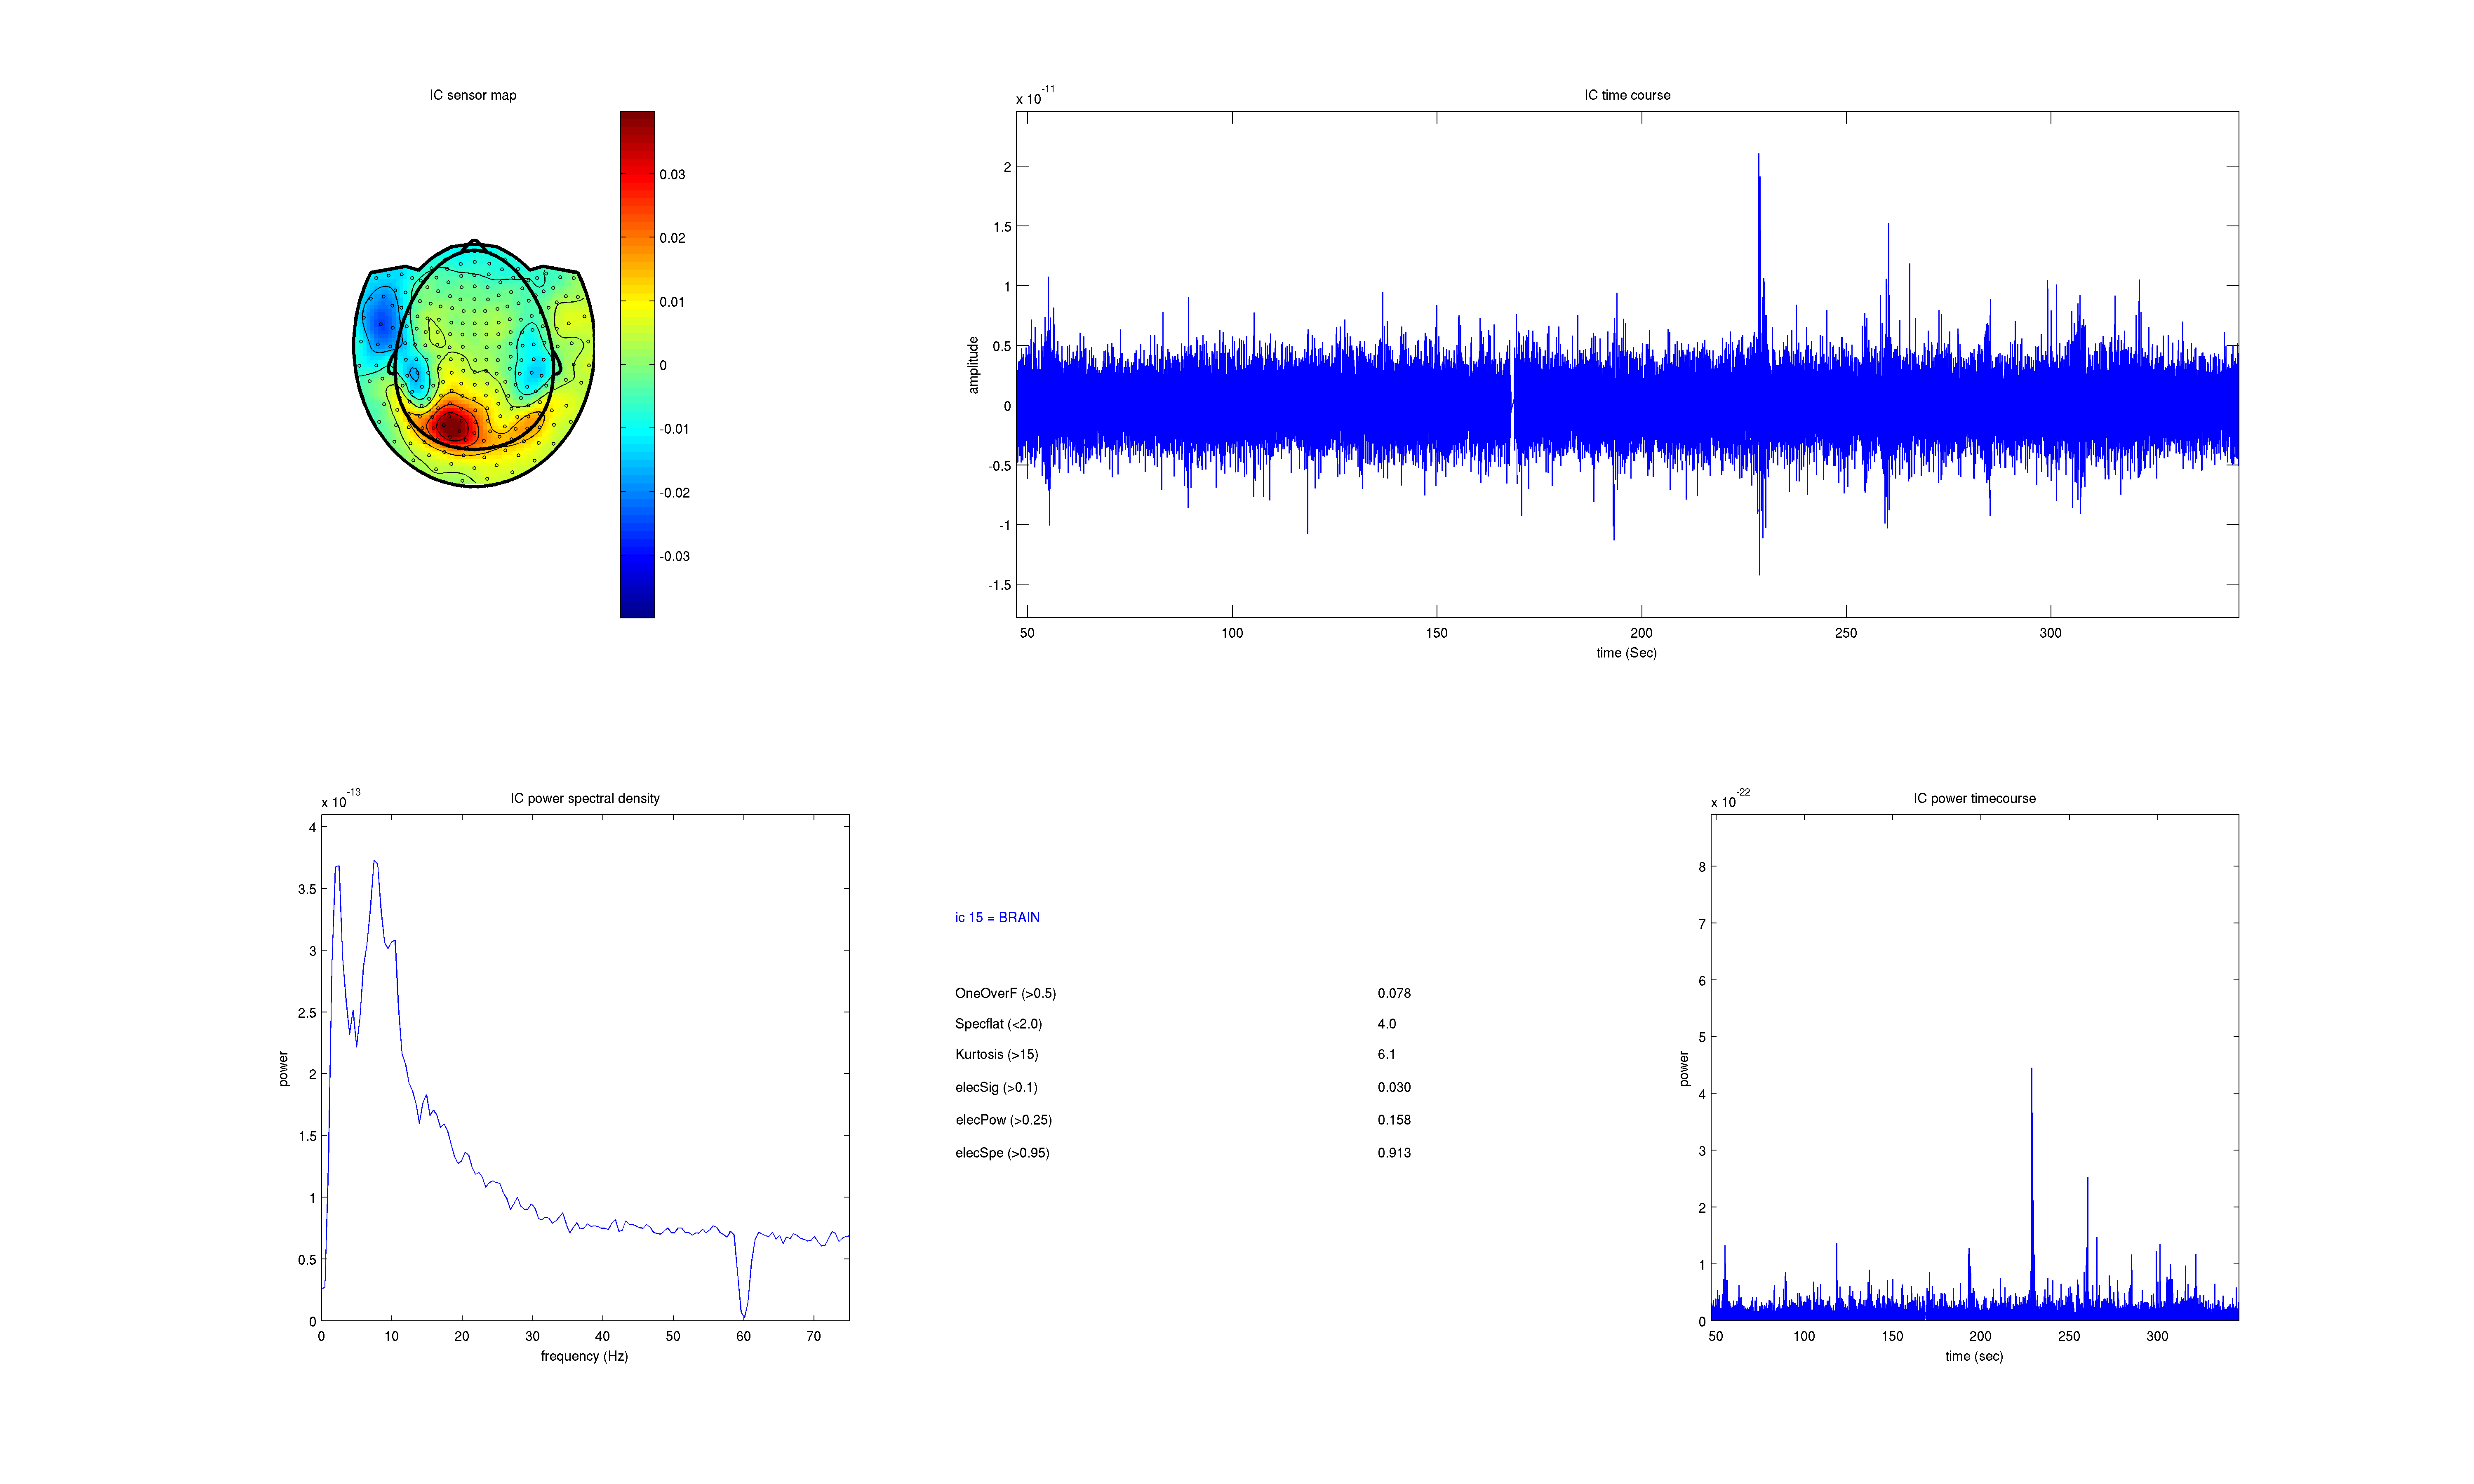 IC sensor map
0.03
0.02
0.01
0
-0.01
-0.02
-0.03
x 10-11
IC time course
2
1.5
1
0.5
0
-0.5
-1
-1.5
amplitude
50 100 150 200 250 300
time (Sec)
x 10-13
IC power spectral density
4
3.5
3
2.5
2
1.5
1
0.5
0
power
0 10 20 30 40 50 60 70
frequency (Hz)
ic 15 = BRAIN
OneOverF (>0.5) 0.078
Specflat (<2.0) 4.0
Kurtosis (>15) 6.1
elecSig (>0.1) 0.030
elecPow (>0.25) 0.158
elecSpe (>0.95) 0.913
x 10-22
IC power timecourse
8
7
6
5
4
3
2
1
0
power
50 100 150 200 250 300
time (sec)